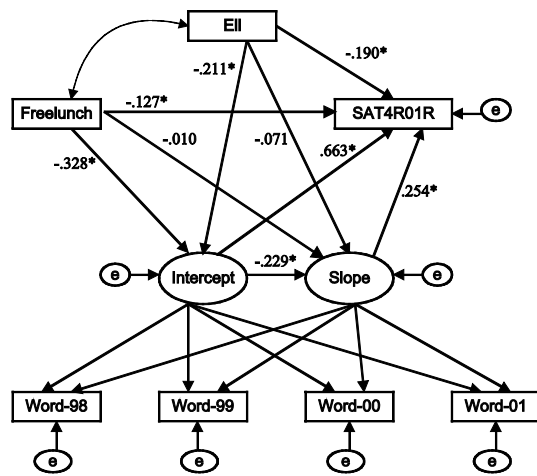 Ell
-.190*
-.211*
Freelunch
-.127*
SAT4R01R
e
-.010
-.071
.663*
-.328*
.254*
e
Intercept
-.229*
Slope
e
Word-98
Word-99
Word-00
Word-01
e
e
e
e